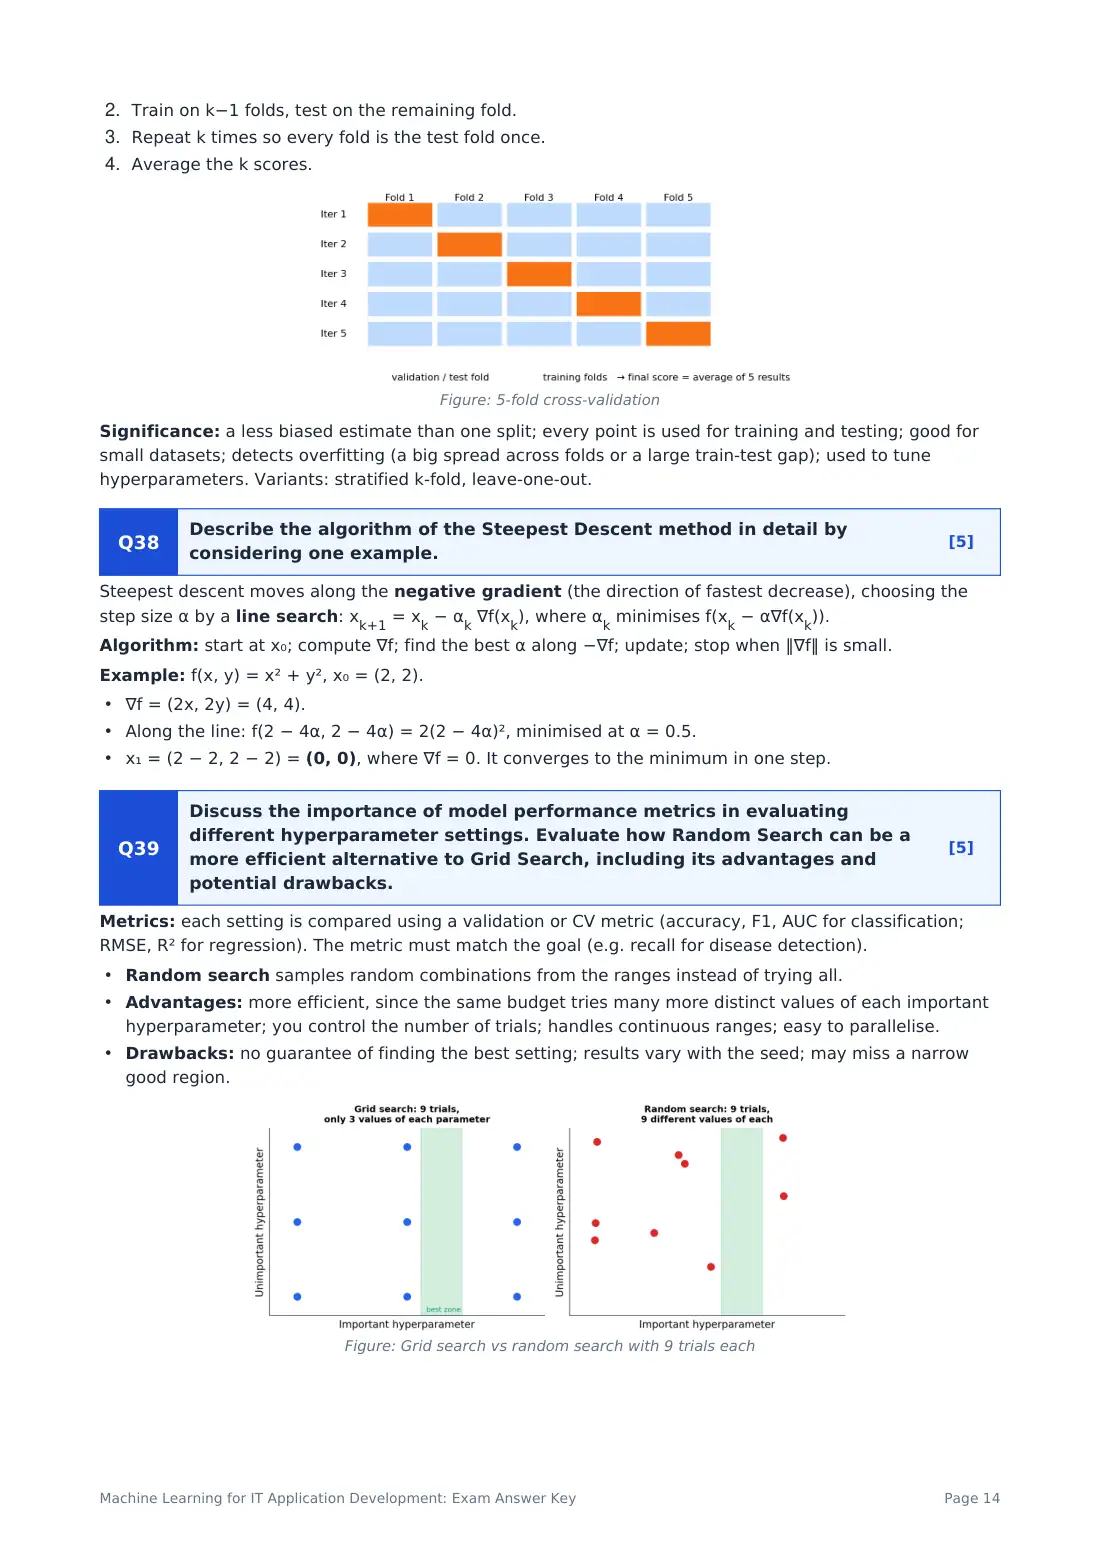 2. Train on k−1 folds, test on the remaining fold.
3. Repeat k times so every fold is the test fold once.
4. Average the k scores.
Fold 1 Fold 2 Fold 3 Fold 4 Fold 5
Iter 1
Iter 2
Iter 3
Iter 4
Iter 5
validation / test fold training folds → final score = average of 5 results
Figure: 5-fold cross-validation
Significance: a less biased estimate than one split; every point is used for training and testing; good for
small datasets; detects overfitting (a big spread across folds or a large train-test gap); used to tune
hyperparameters. Variants: stratified k-fold, leave-one-out.
Q38
Describe the algorithm of the Steepest Descent method in detail by
considering one example.
[5]
Steepest descent moves along the negative gradient (the direction of fastest decrease), choosing the
step size α by a line search: xₖ₊₁ = xₖ − αₖ ∇f(xₖ), where αₖ minimises f(xₖ − α∇f(xₖ)).
Algorithm: start at x₀; compute ∇f; find the best α along −∇f; update; stop when ‖∇f‖ is small.
Example: f(x, y) = x² + y², x₀ = (2, 2).
• ∇f = (2x, 2y) = (4, 4).
• Along the line: f(2 − 4α, 2 − 4α) = 2(2 − 4α)², minimised at α = 0.5.
• x₁ = (2 − 2, 2 − 2) = (0, 0), where ∇f = 0. It converges to the minimum in one step.
Q39
Discuss the importance of model performance metrics in evaluating
different hyperparameter settings. Evaluate how Random Search can be a
more efficient alternative to Grid Search, including its advantages and
potential drawbacks.
[5]
Metrics: each setting is compared using a validation or CV metric (accuracy, F1, AUC for classification;
RMSE, R² for regression). The metric must match the goal (e.g. recall for disease detection).
• Random search samples random combinations from the ranges instead of trying all.
• Advantages: more efficient, since the same budget tries many more distinct values of each important
hyperparameter; you control the number of trials; handles continuous ranges; easy to parallelise.
• Drawbacks: no guarantee of finding the best setting; results vary with the seed; may miss a narrow
good region.
Grid search: 9 trials,
only 3 values of each parameter
Unimportant hyperparameter
best zone
Important hyperparameter
Random search: 9 trials,
9 different values of each
Unimportant hyperparameter
Important hyperparameter
Figure: Grid search vs random search with 9 trials each
Machine Learning for IT Application Development: Exam Answer Key
Page 14